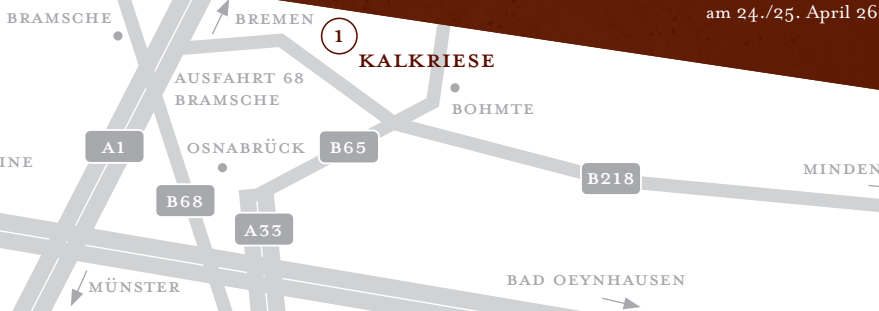 am 24./25. April 26
BRAMSCHE
BREMEN
1
KALKRIESE
AUSFAHRT 68
BRAMSCHE
BOHMTE
A1
OSNABRÜCK
B65
INE
MINDEN
B218
B68
A33
MÜNSTER
BAD OEYNHAUSEN